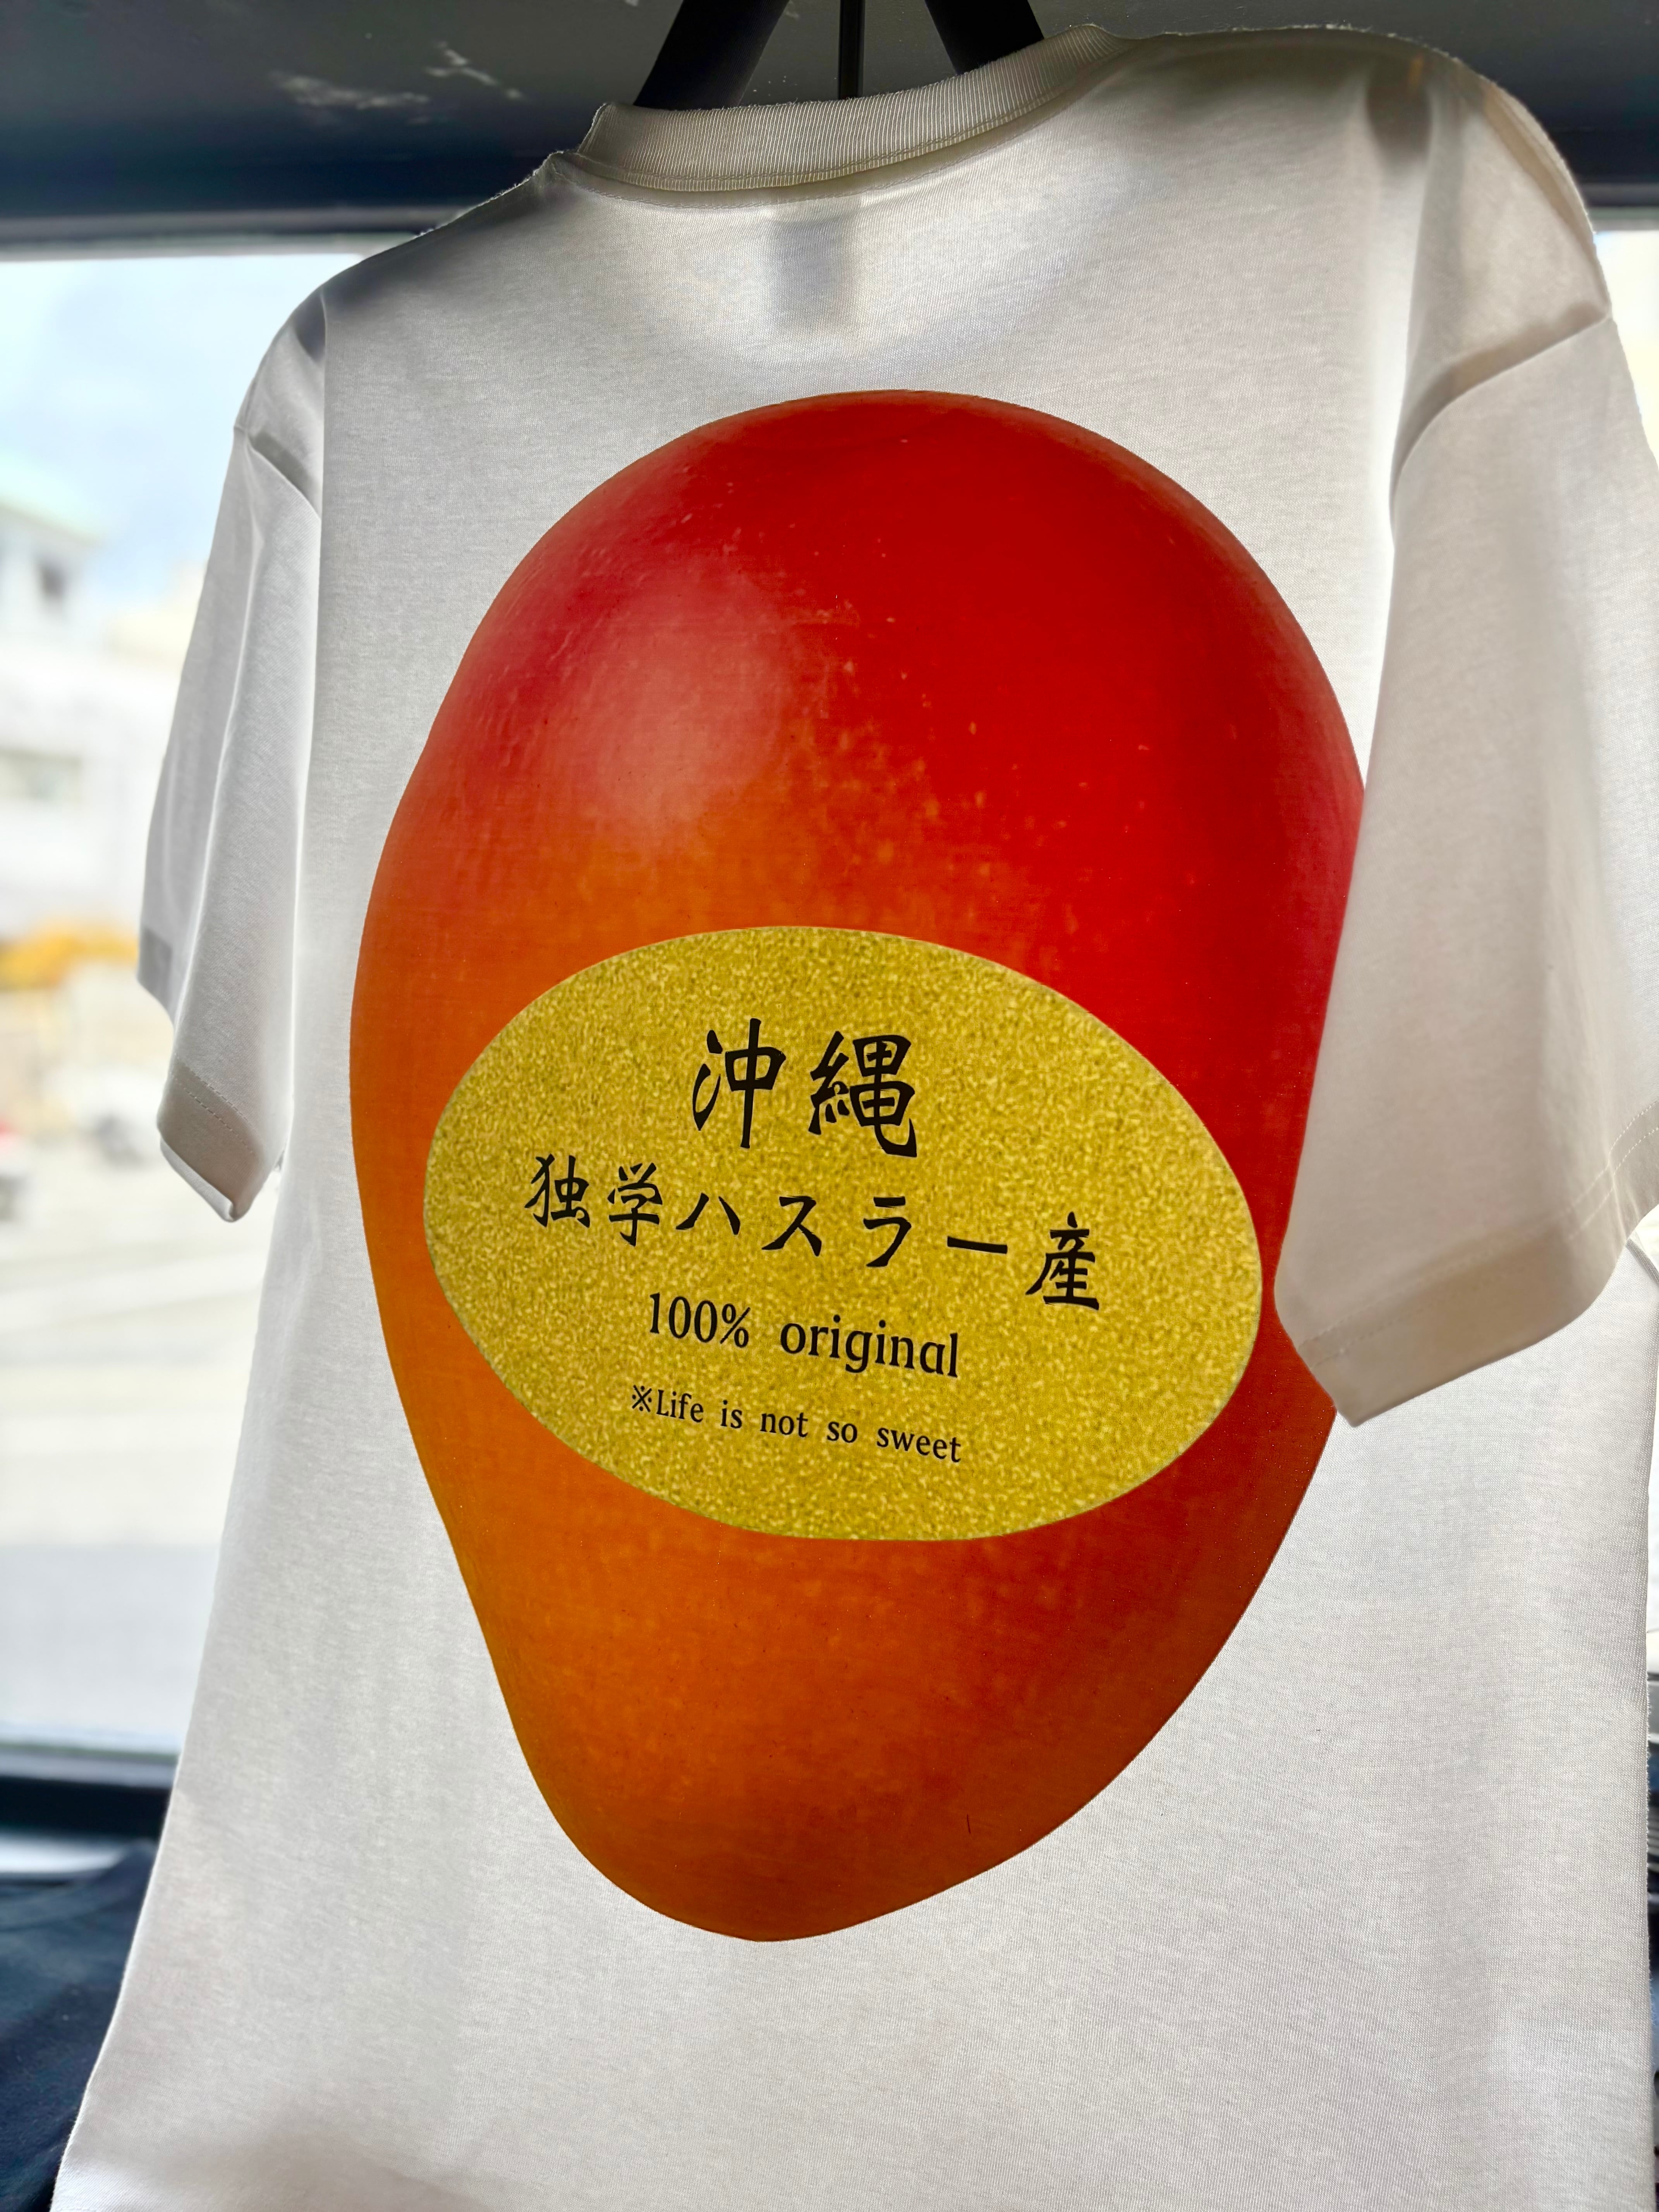 沖縄
独学ハスラー産
100% original
※Life is not so sweet